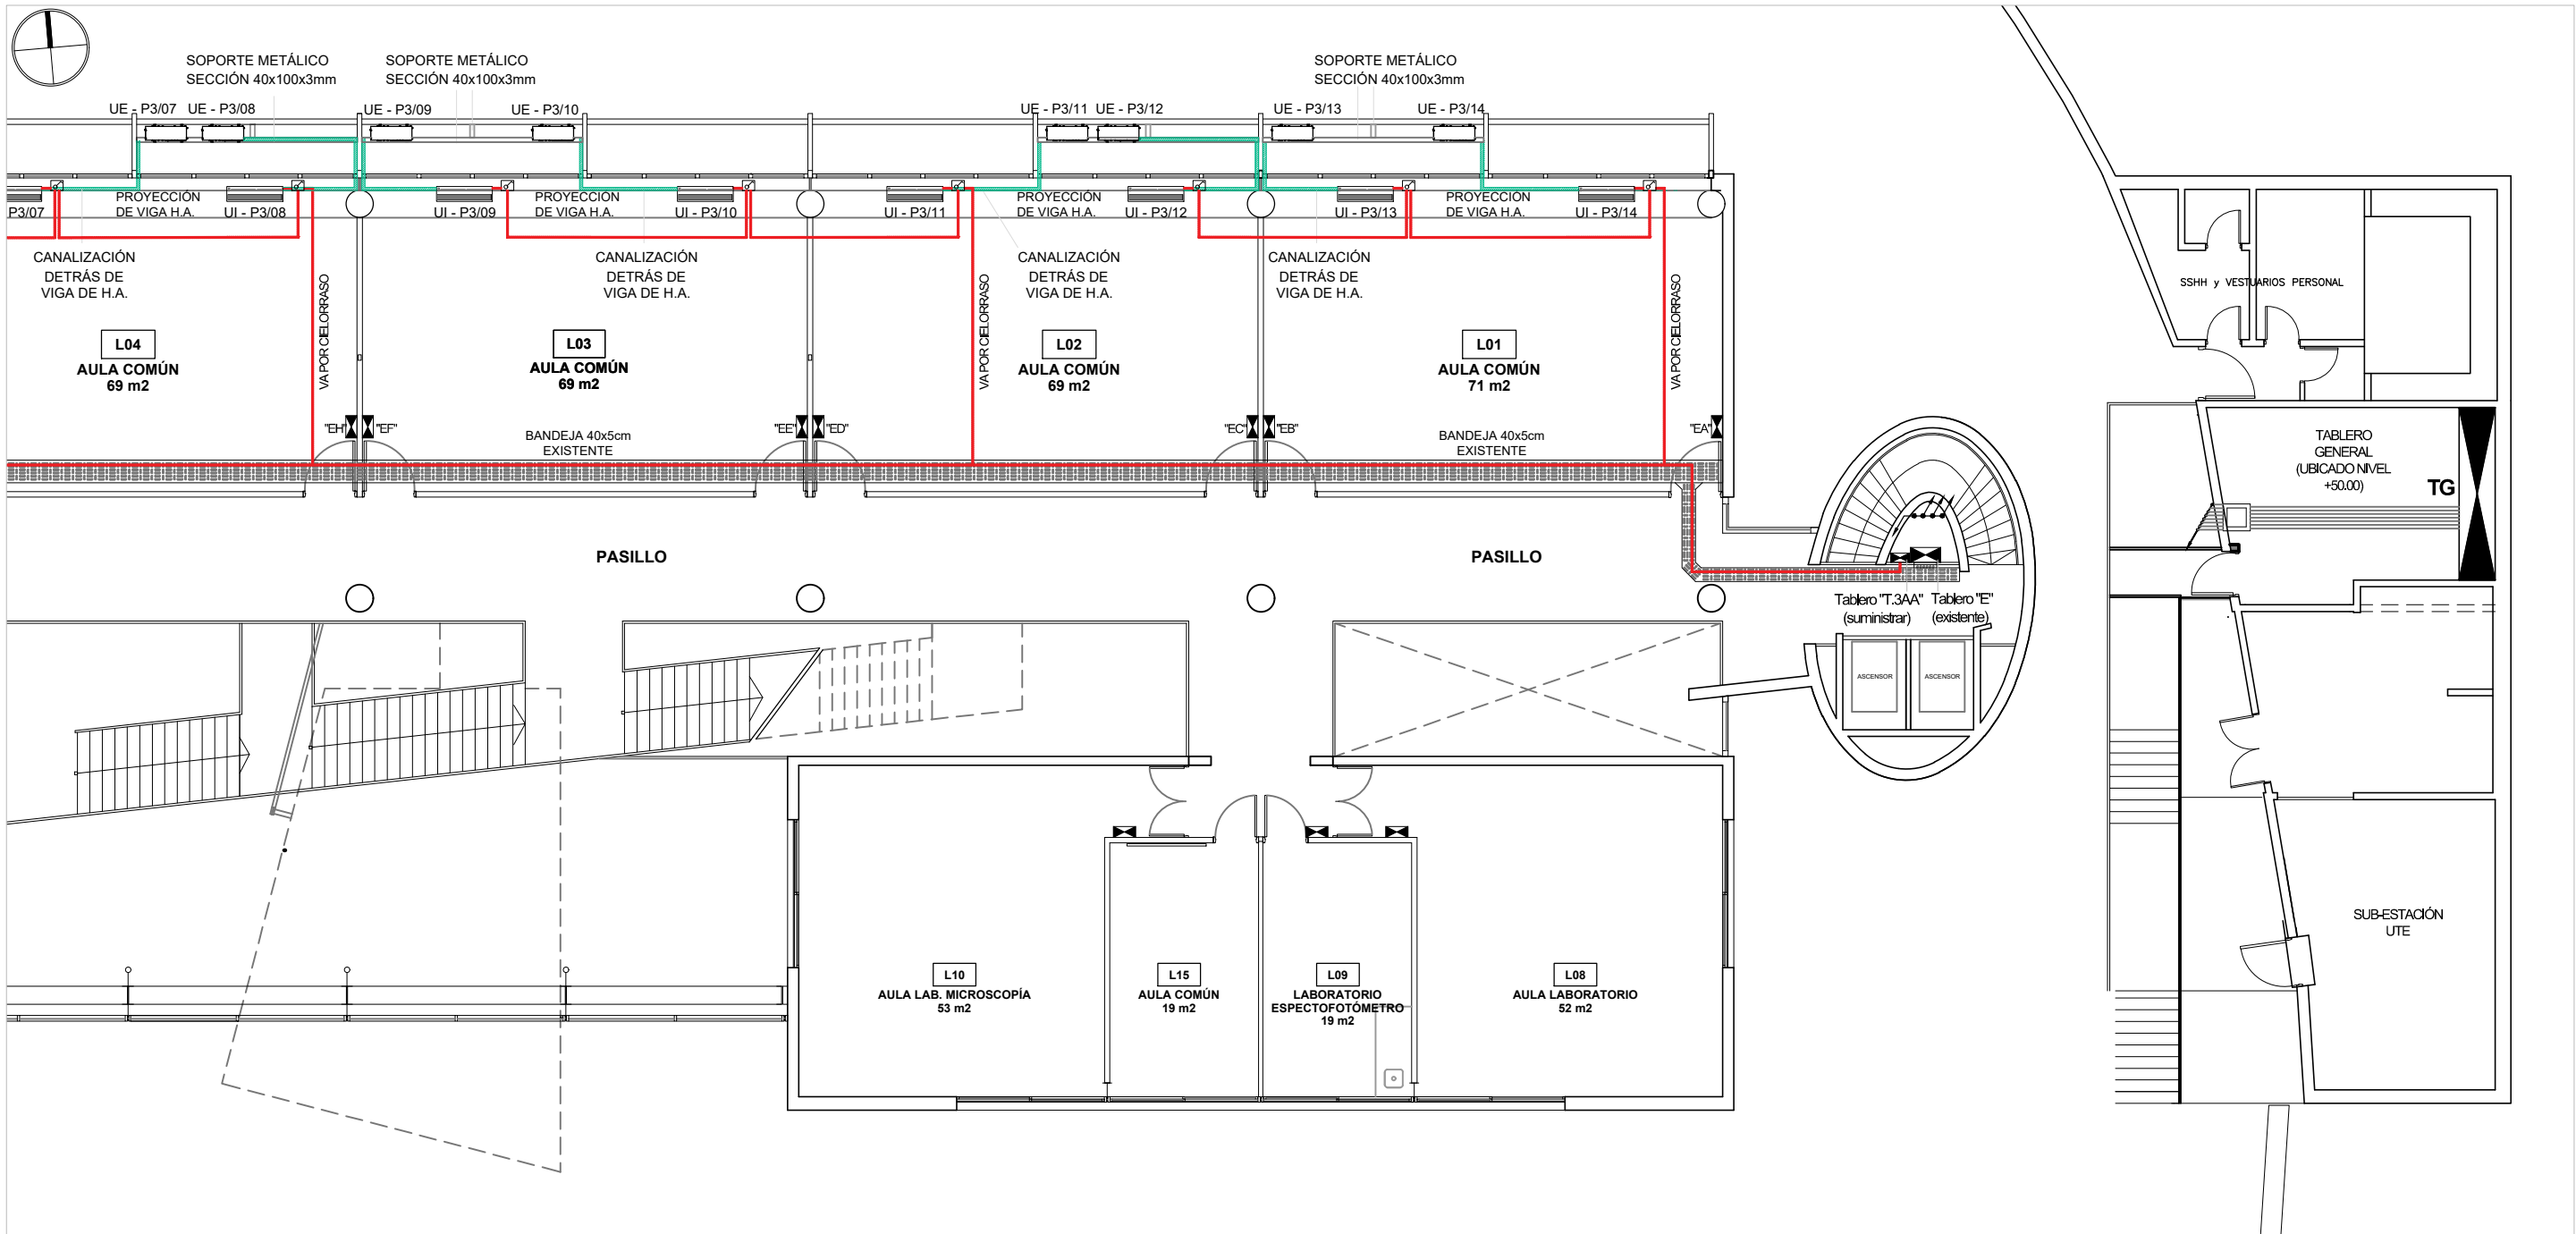 SOPORTE METÁLICO
SECCIÓN 40x100x3mm
SOPORTE METÁLICO
SECCIÓN 40x100x3mm
SOPORTE METÁLICO
SECCIÓN 40x100x3mm
UE - P3/07
UE - P3/08
UE - P3/09
UE - P3/10
UE - P3/11
UE - P3/12
UE - P3/13
UE - P3/14
P3/07
PROYECCIÓN
DE VIGA H.A.
UI - P3/08
UI - P3/09
PROYECCIÓN
DE VIGA H.A.
UI - P3/10
UI - P3/11
PROYECCIÓN
DE VIGA H.A.
UI - P3/12
UI - P3/13
PROYECCIÓN
DE VIGA H.A.
UI - P3/14
CANALIZACIÓN
DETRÁS DE
VIGA DE H.A.
CANALIZACIÓN
DETRÁS DE
VIGA DE H.A.
CANALIZACIÓN
DETRÁS DE
VIGA DE H.A.
CANALIZACIÓN
DETRÁS DE
VIGA DE H.A.
VA POR CIELORRASO
VA POR CIELORRASO
VA POR CIELORRASO
SSHH y VESTUARIOS PERSONAL
L04
AULA COMÚN
69 m2
L03
AULA COMÚN
69 m2
L02
AULA COMÚN
69 m2
L01
AULA COMÚN
71 m2
"EH"
"EF"
"EE"
"ED"
"EC"
"EB"
"EA"
BANDEJA 40x5cm
EXISTENTE
BANDEJA 40x5cm
EXISTENTE
TABLERO
GENERAL
(UBICADO NIVEL
+50.00)
TG
PASILLO
PASILLO
Tablero "T.3AA"
(suministrar)
Tablero "E"
(existente)
ASCENSOR
ASCENSOR
SUB-ESTACIÓN
UTE
L10
AULA LAB. MICROSCOPÍA
53 m2
L15
AULA COMÚN
19 m2
L09
LABORATORIO
ESPECTOFOTÓMETRO
19 m2
L08
AULA LABORATORIO
52 m2